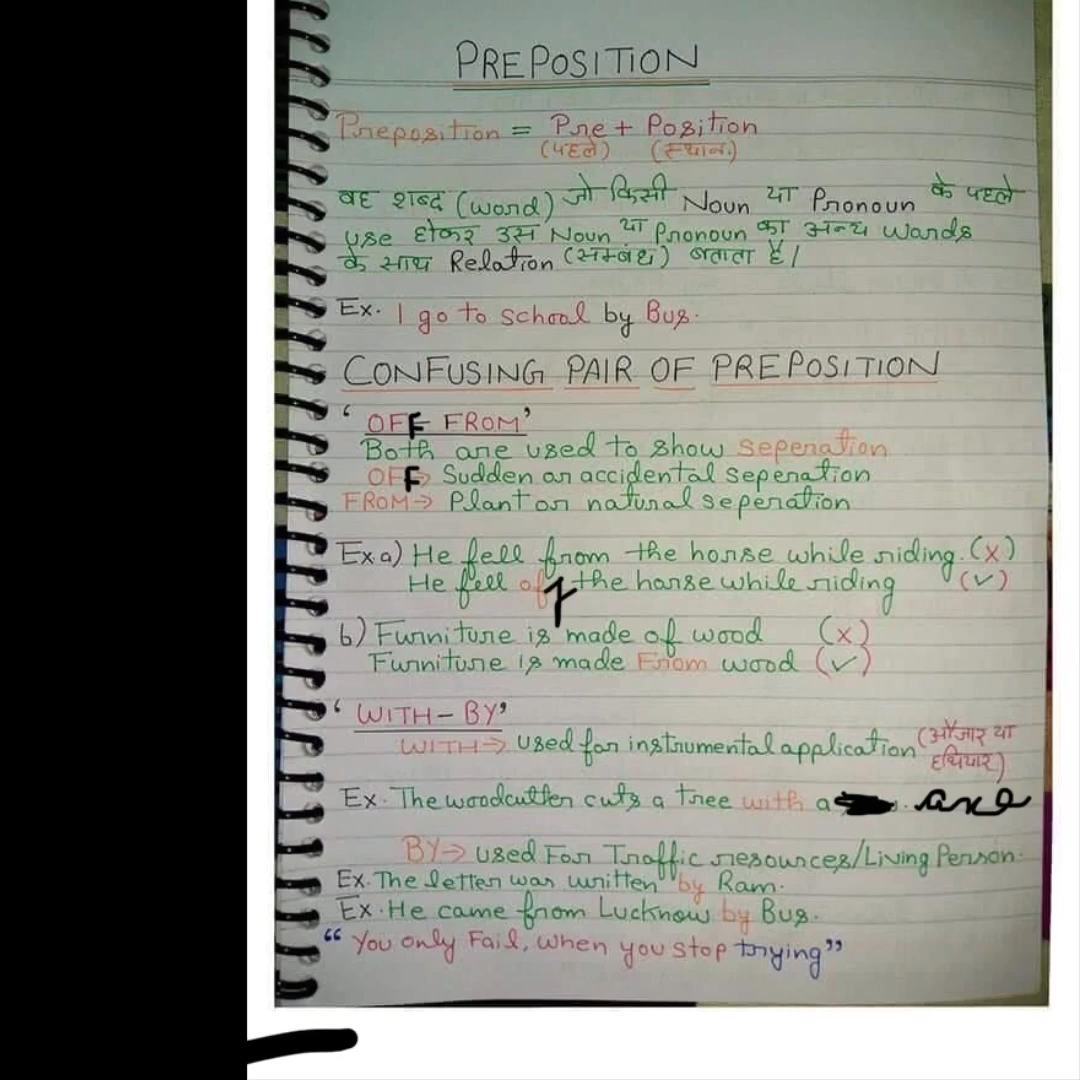 PREPOSITION
Preposition = Pre + Position
(पहले) (स्थान)
वह शब्द (word) जो किसी Noun या Pronoun के पहले
use होकर उस Noun या Pronoun का अन्य Wards
के साथ Relation (सम्बंध) बताता है।
Ex. I go to school by Bus.
CONFUSING PAIR OF PREPOSITION
' OFF FROM'
Both are used to show seperation
OFF→ Sudden or accidental seperation
FROM→ Plant or natural seperation
Ex a) He fell from the horse while riding. (×)
He fell off the horse while riding (✓)
b) Furniture is made of wood (×)
Furniture is made From wood (✓)
' WITH-BY'
WITH→ used for instrumental application (औजार या
हथियार)
Ex. The woodcutter cuts a tree with a axe
BY→ used For Traffic resources/Living Person.
Ex. The letter was written by Ram.
Ex. He came from Lucknow by Bus.
“ You only Fail, when you stop trying”